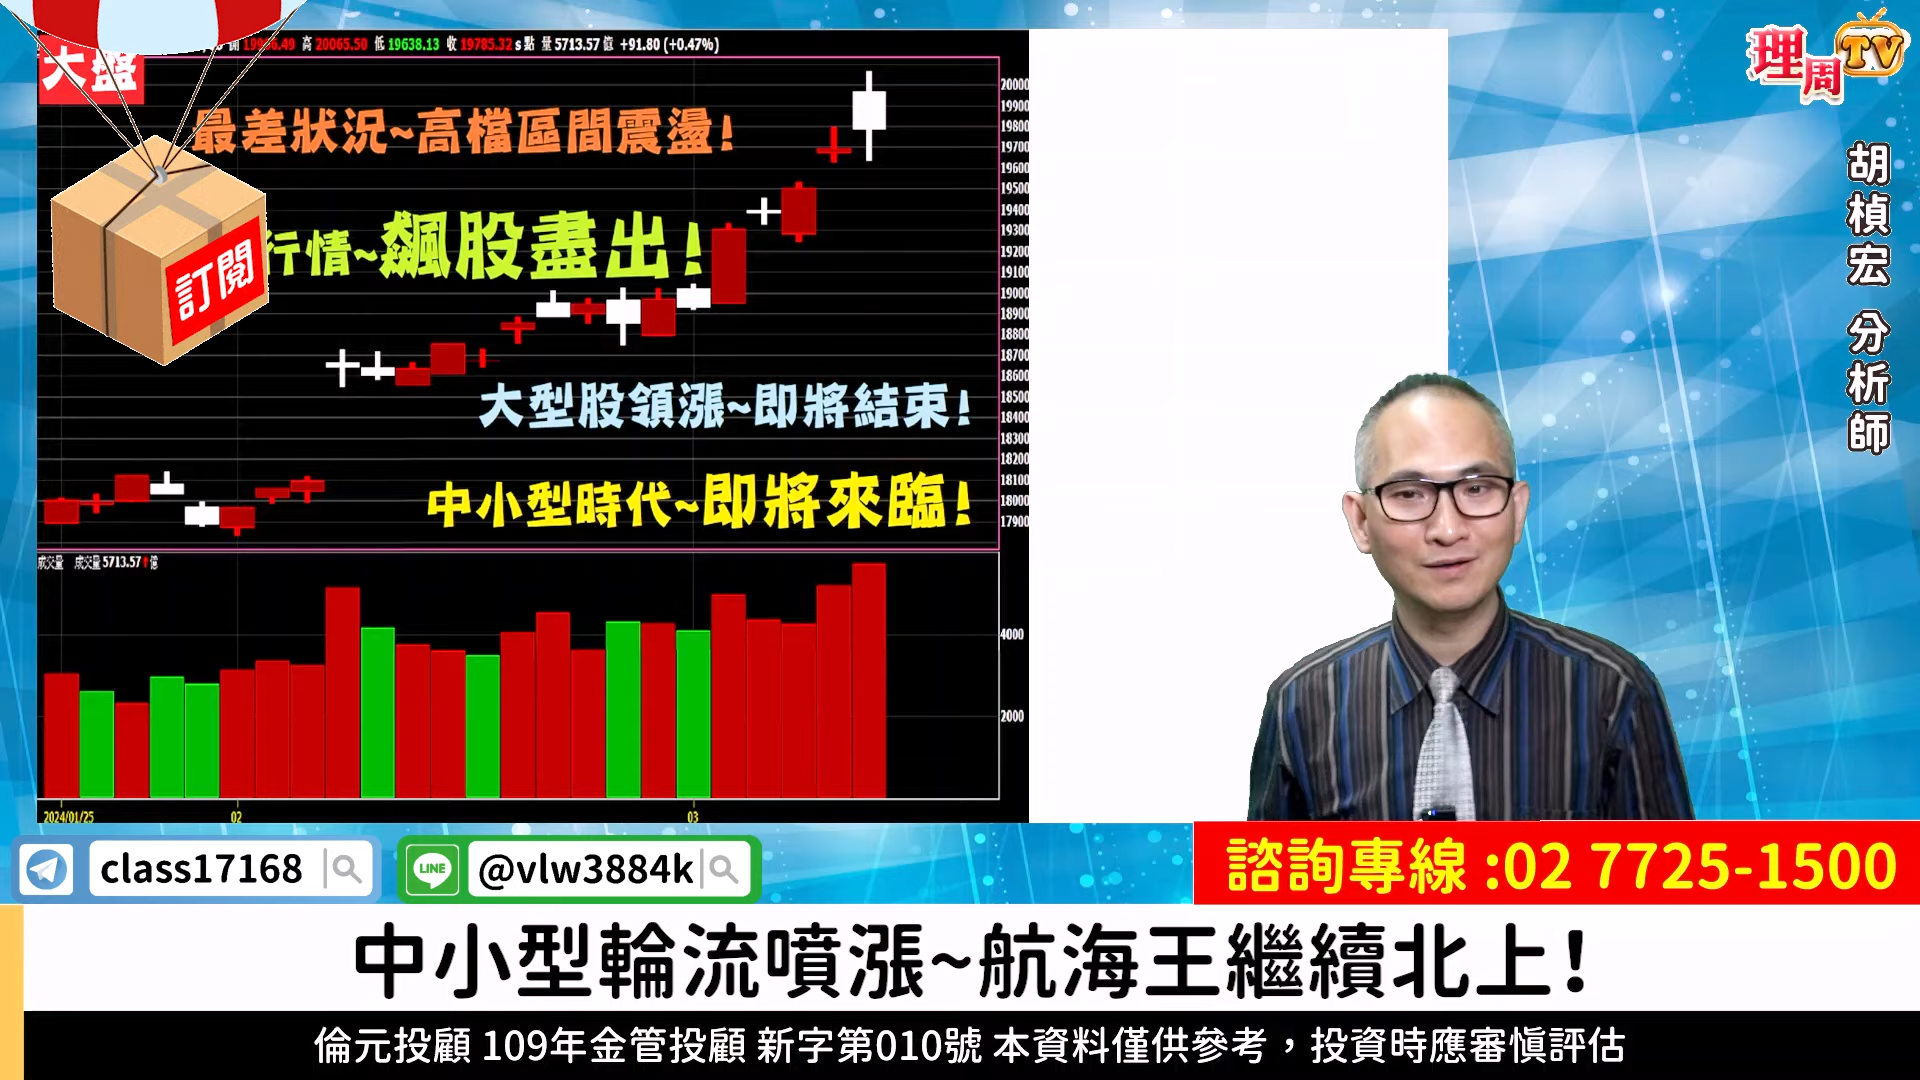 大盤
高 20065.50 低 19638.13 收 19785.32 s點 量 5713.57 億 +91.80 (+0.47%)
最差狀況~高檔區間震盪!
行情~飆股盡出!
訂閱
大型股領漲~即將結束!
中小型時代~即將來臨!
20000
19900
19800
19700
19600
19500
19400
19300
19200
19100
19000
18900
18800
18700
18600
18500
18400
18300
18200
18100
18000
17900
成交量 成交量 5713.57 億
4000
2000
2024/01/25 02 03
理周TV
胡楨宏 分析師
class17168
LINE @vlw3884k
諮詢專線 :02 7725-1500
中小型輪流噴漲~航海王繼續北上!
倫元投顧 109年金管投顧 新字第010號 本資料僅供參考，投資時應審慎評估